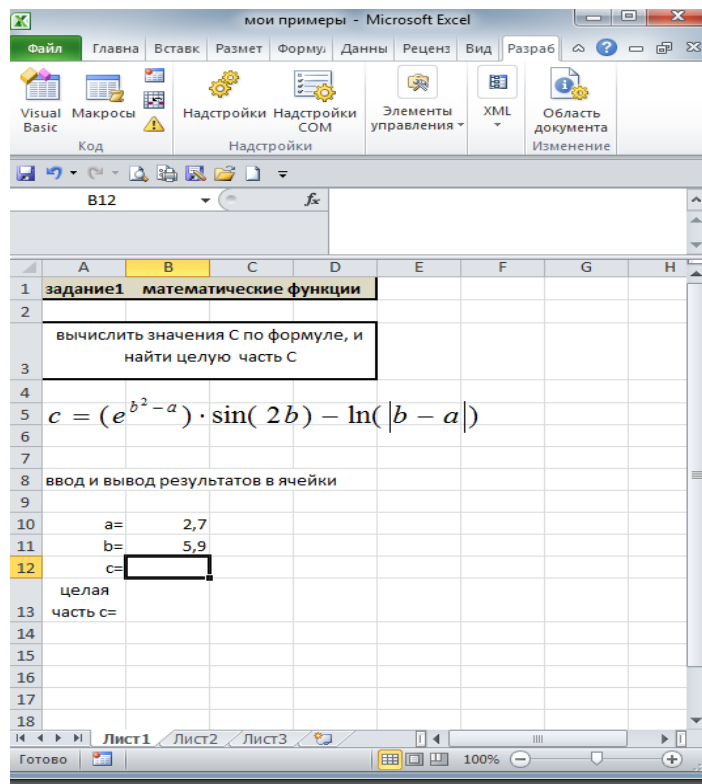 мои примеры - Microsoft Excel
Файл Главна Вставк Размет Формул Данны Реценз Вид Разраб
Visual Basic Макросы Надстройки Надстройки COM Элементы управления XML Область документа
Код Надстройки Изменение
B12 fx
A B C D E F G H
1 задание1 математические функции
2
вычислить значения С по формуле, и
3 найти целую часть С
4
5 c = (e^{b^2 - a}) · sin( 2b) − ln( |b − a|)
6
7
8 ввод и вывод результатов в ячейки
9
10 a= 2,7
11 b= 5,9
12 c=
целая
13 часть c=
14
15
16
17
18
Лист1 Лист2 Лист3
Готово 100%